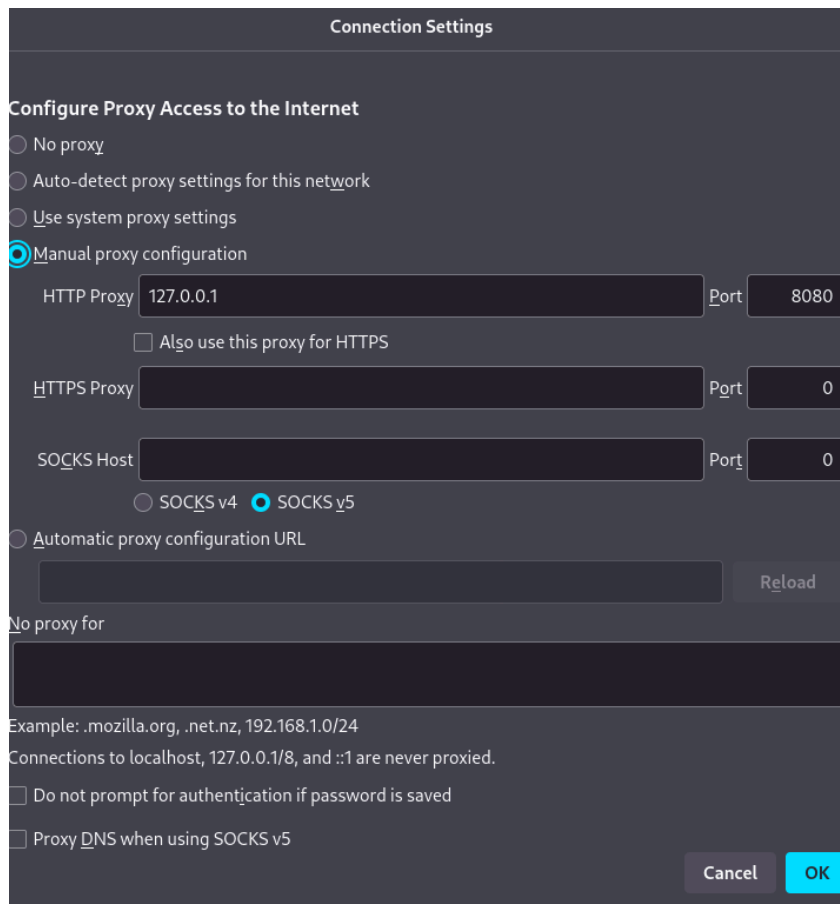 Connection Settings
Configure Proxy Access to the Internet
No proxy
Auto-detect proxy settings for this network
Use system proxy settings
Manual proxy configuration
HTTP Proxy 127.0.0.1 Port 8080
Also use this proxy for HTTPS
HTTPS Proxy Port 0
SOCKS Host Port 0
SOCKS v4 SOCKS v5
Automatic proxy configuration URL
Reload
No proxy for
Example: .mozilla.org, .net.nz, 192.168.1.0/24
Connections to localhost, 127.0.0.1/8, and ::1 are never proxied.
Do not prompt for authentication if password is saved
Proxy DNS when using SOCKS v5
Cancel OK